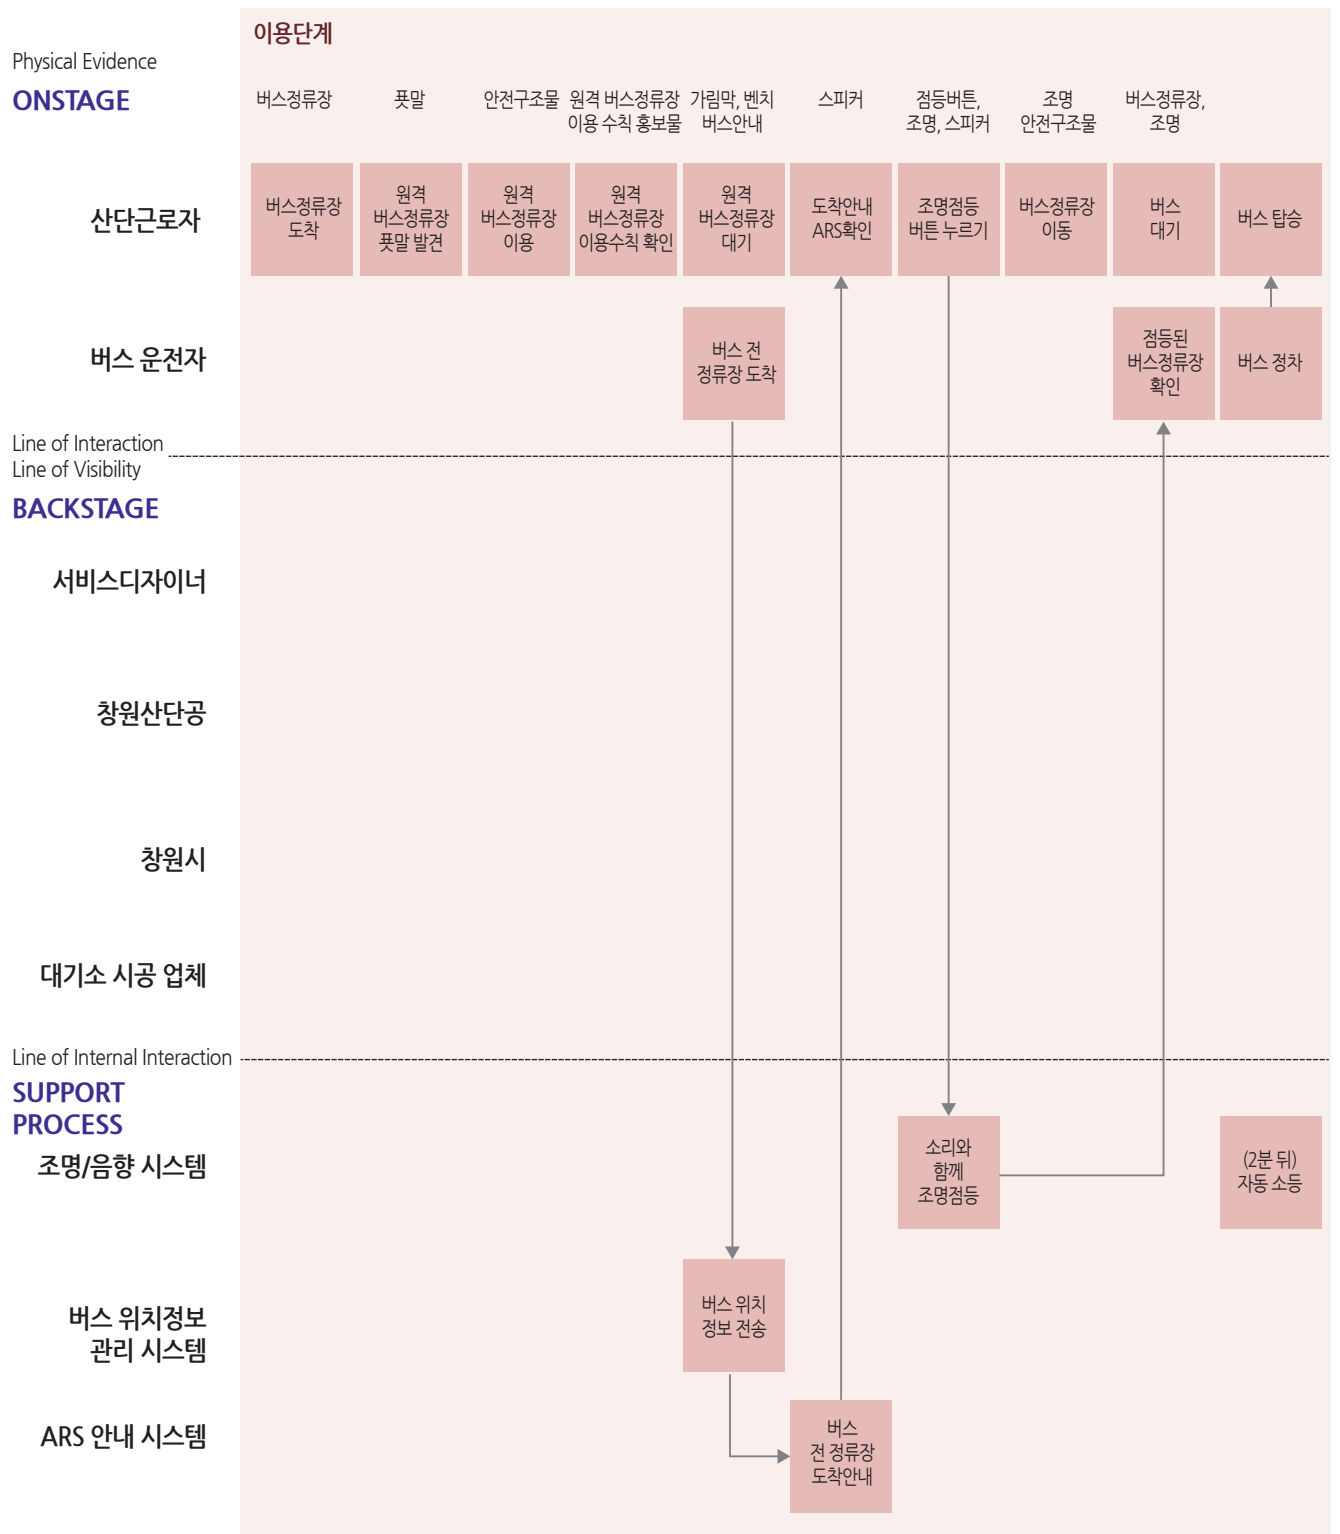 이용단계
Physical Evidence
ONSTAGE
버스정류장
푯말
안전구조물
원격 버스정류장
이용 수칙 홍보물
가림막, 벤치
버스안내
스피커
점등버튼,
조명, 스피커
조명
안전구조물
버스정류장,
조명
산단근로자
버스정류장
도착
원격
버스정류장
푯말 발견
원격
버스정류장
이용
원격
버스정류장
이용수칙 확인
원격
버스정류장
대기
도착안내
ARS확인
조명점등
버튼 누르기
버스정류장
이동
버스
대기
버스 탑승
버스 운전자
버스 전
정류장 도착
점등된
버스정류장
확인
버스 정차
Line of Interaction
Line of Visibility
BACKSTAGE
서비스디자이너
창원산단공
창원시
대기소 시공 업체
Line of Internal Interaction
SUPPORT
PROCESS
조명/음향 시스템
소리와
함께
조명점등
(2분 뒤)
자동 소등
버스 위치정보
관리 시스템
버스 위치
정보 전송
ARS 안내 시스템
버스
전 정류장
도착안내